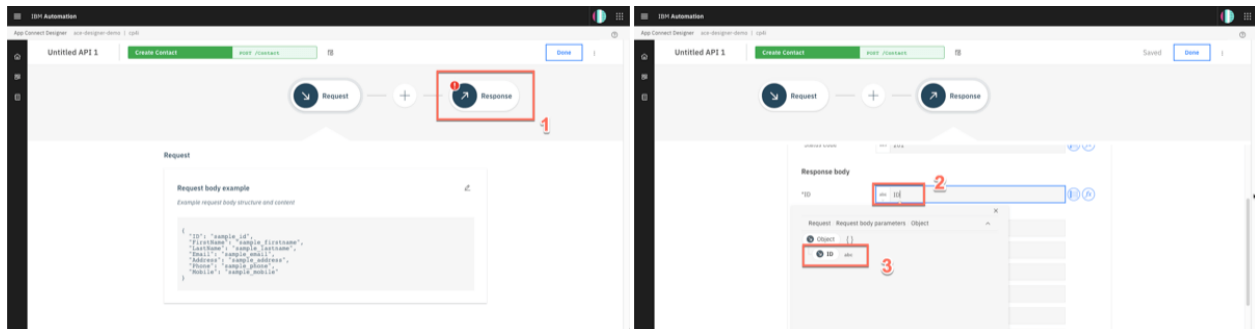 IBM Automation
App Connect Designer ace-designer-demo | cp4i
Untitled API 1
Create Contact
POST /Contact
Done
Request
Response
1
Request
Request body example
Example request body structure and content
{
"ID": "sample_id",
"FirstName": "sample_firstname",
"LastName": "sample_lastname",
"Email": "sample_email",
"Address": "sample_address",
"Phone": "sample_phone",
"Mobile": "sample_mobile"
}
IBM Automation
App Connect Designer ace-designer-demo | cp4i
Untitled API 1
Create Contact
POST /Contact
Saved
Done
Request
Response
Status Code
abc 201
Response body
*ID
abc ID
2
Request Request body parameters Object
Object [ ]
ID abc
3